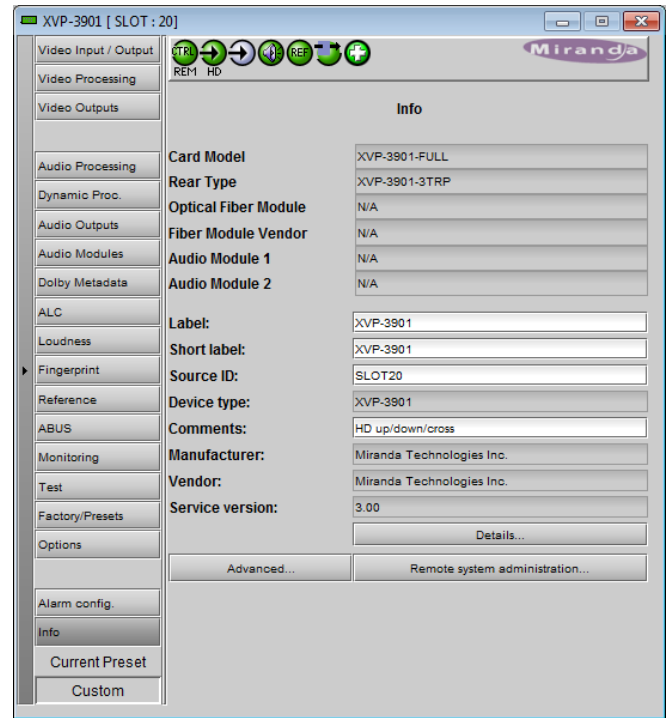 XVP-3901 [ SLOT : 20]
Video Input / Output
Video Processing
Video Outputs
Audio Processing
Dynamic Proc.
Audio Outputs
Audio Modules
Dolby Metadata
ALC
Loudness
Fingerprint
Reference
ABUS
Monitoring
Test
Factory/Presets
Options
Alarm config.
Info
Current Preset
Custom
CTRL
REF
REM HD
Miranda
Info
Card Model XVP-3901-FULL
Rear Type XVP-3901-3TRP
Optical Fiber Module N/A
Fiber Module Vendor N/A
Audio Module 1 N/A
Audio Module 2 N/A
Label: XVP-3901
Short label: XVP-3901
Source ID: SLOT20
Device type: XVP-3901
Comments: HD up/down/cross
Manufacturer: Miranda Technologies Inc.
Vendor: Miranda Technologies Inc.
Service version: 3.00
Details...
Advanced... Remote system administration...